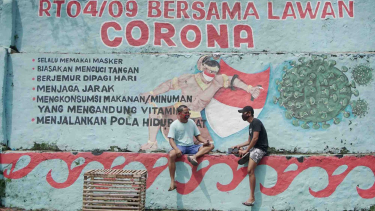 RT04/09 BERSAMA LAWAN
CORONA
SELALU MEMAKAI MASKER
BIASAKAN MENCUCI TANGAN
BERJEMUR DIPAGI HARI
MENJAGA JARAK
MENGKONSUMSI MAKANAN/MINUMAN
YANG MENGANDUNG VITAMIN
MENJALANKAN POLA HIDUP